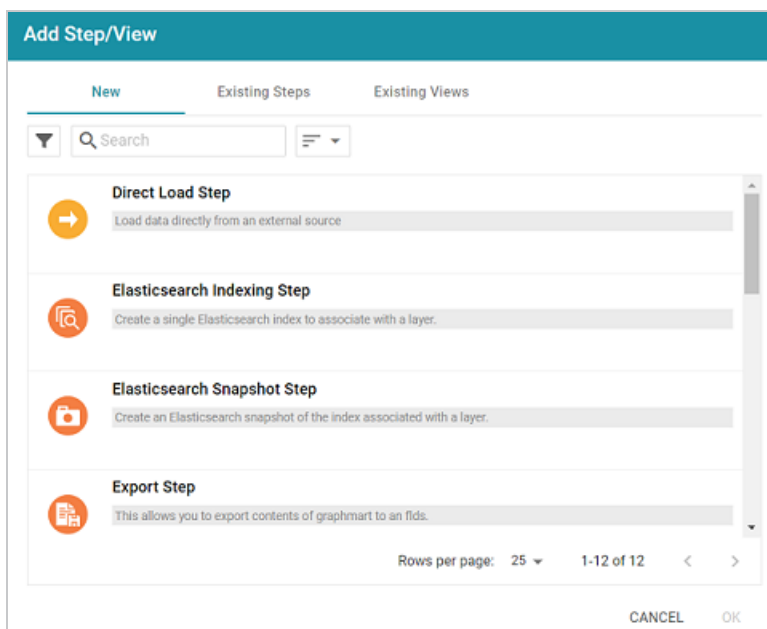 Add Step/View
New Existing Steps Existing Views
Search
Direct Load Step
Load data directly from an external source
Elasticsearch Indexing Step
Create a single Elasticsearch index to associate with a layer.
Elasticsearch Snapshot Step
Create an Elasticsearch snapshot of the index associated with a layer.
Export Step
This allows you to export contents of graphmart to an flds.
Rows per page: 25 1-12 of 12
CANCEL OK